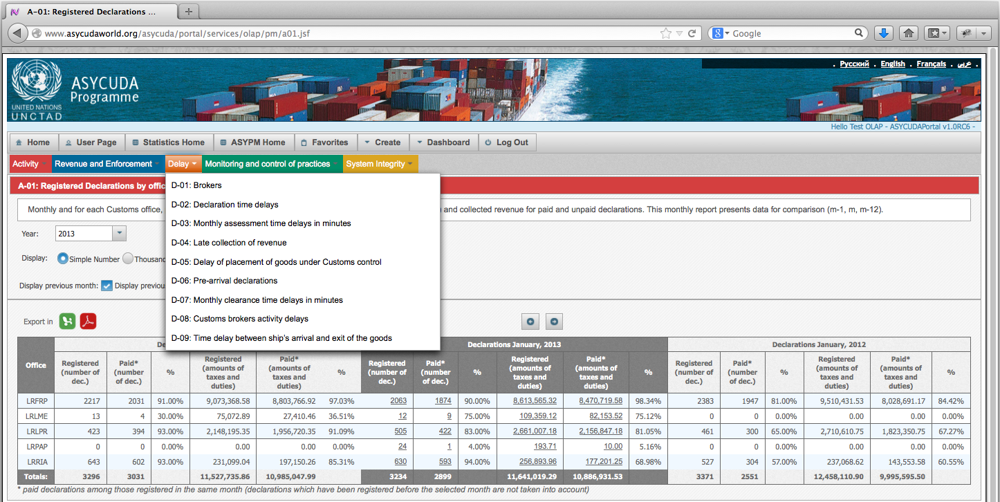 A-01: Registered Declarations ...
www.asycudaworld.org/asycuda/portal/services/olap/pm/a01.jsf
Google
. Русский . English . Français . عربي .
ASYCUDA
Programme
UNITED NATIONS
UNCTAD
Hello Test OLAP - ASYCUDAPortal v1.0RC6 -
Home User Page Statistics Home ASYPM Home Favorites Create Dashboard Log Out
Activity Revenue and Enforcement Delay Monitoring and control of practices System Integrity
A-01: Registered Declarations by offic
Monthly and for each Customs office, ) and collected revenue for paid and unpaid declarations. This monthly report presents data for comparison (m-1, m, m-12).
D-01: Brokers
D-02: Declaration time delays
D-03: Monthly assessment time delays in minutes
D-04: Late collection of revenue
D-05: Delay of placement of goods under Customs control
D-06: Pre-arrival declarations
D-07: Monthly clearance time delays in minutes
D-08: Customs brokers activity delays
D-09: Time delay between ship's arrival and exit of the goods
Year: 2013
Display: Simple Number Thousand
Display previous month: Display previou
Export in
Office De Declarations January, 2013 Declarations January, 2012
Registered (number of dec.) Paid* (number of dec.) % Registered (amounts of taxes and duties) Paid* (amounts of taxes and duties) % Registered (number of dec.) Paid* (number of dec.) % Registered (amounts of taxes and duties) Paid* (amounts of taxes and duties) % Registered (number of dec.) Paid* (number of dec.) % Registered (amounts of taxes and duties) Paid* (amounts of taxes and duties) %
LRFRP 2217 2031 91.00% 9,073,368.58 8,803,766.92 97.03% 2063 1874 90.00% 8,613,565.32 8,470,719.58 98.34% 2383 1947 81.00% 9,510,431.53 8,028,691.17 84.42%
LRLME 13 4 30.00% 75,072.89 27,410.46 36.51% 12 9 75.00% 109,359.12 82,153.52 75.12% 0 0 0.00% 0.00 0.00 0.00%
LRLPR 423 394 93.00% 2,148,195.35 1,956,720.35 91.09% 505 422 83.00% 2,661,007.18 2,156,847.18 81.05% 461 300 65.00% 2,710,610.75 1,823,350.75 67.27%
LRPAP 0 0 0.00% 0.00 0.00 0.00% 24 1 4.00% 193.71 10.00 5.16% 0 0 0.00% 0.00 0.00 0.00%
LRRIA 643 602 93.00% 231,099.04 197,150.26 85.31% 630 593 94.00% 256,893.96 177,201.25 68.98% 527 304 57.00% 237,068.62 143,553.58 60.55%
Totals: 3296 3031 11,527,735.86 10,985,047.99 3234 2899 11,641,019.29 10,886,931.53 3371 2551 12,458,110.90 9,995,595.50
* paid declarations among those registered in the same month (declarations which have been registered before the selected month are not taken into account)